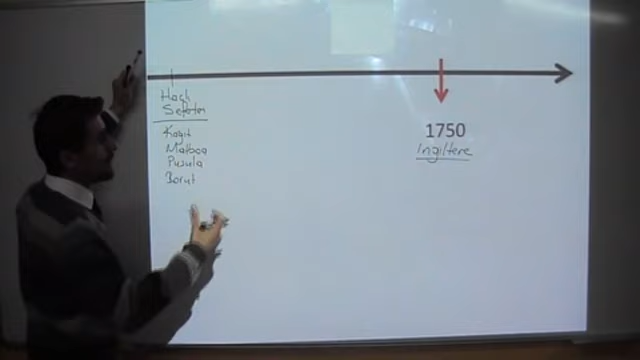 Haçlı
Seferleri
Kağıt
Matbaa
Pusula
Barut
1750
İngiltere